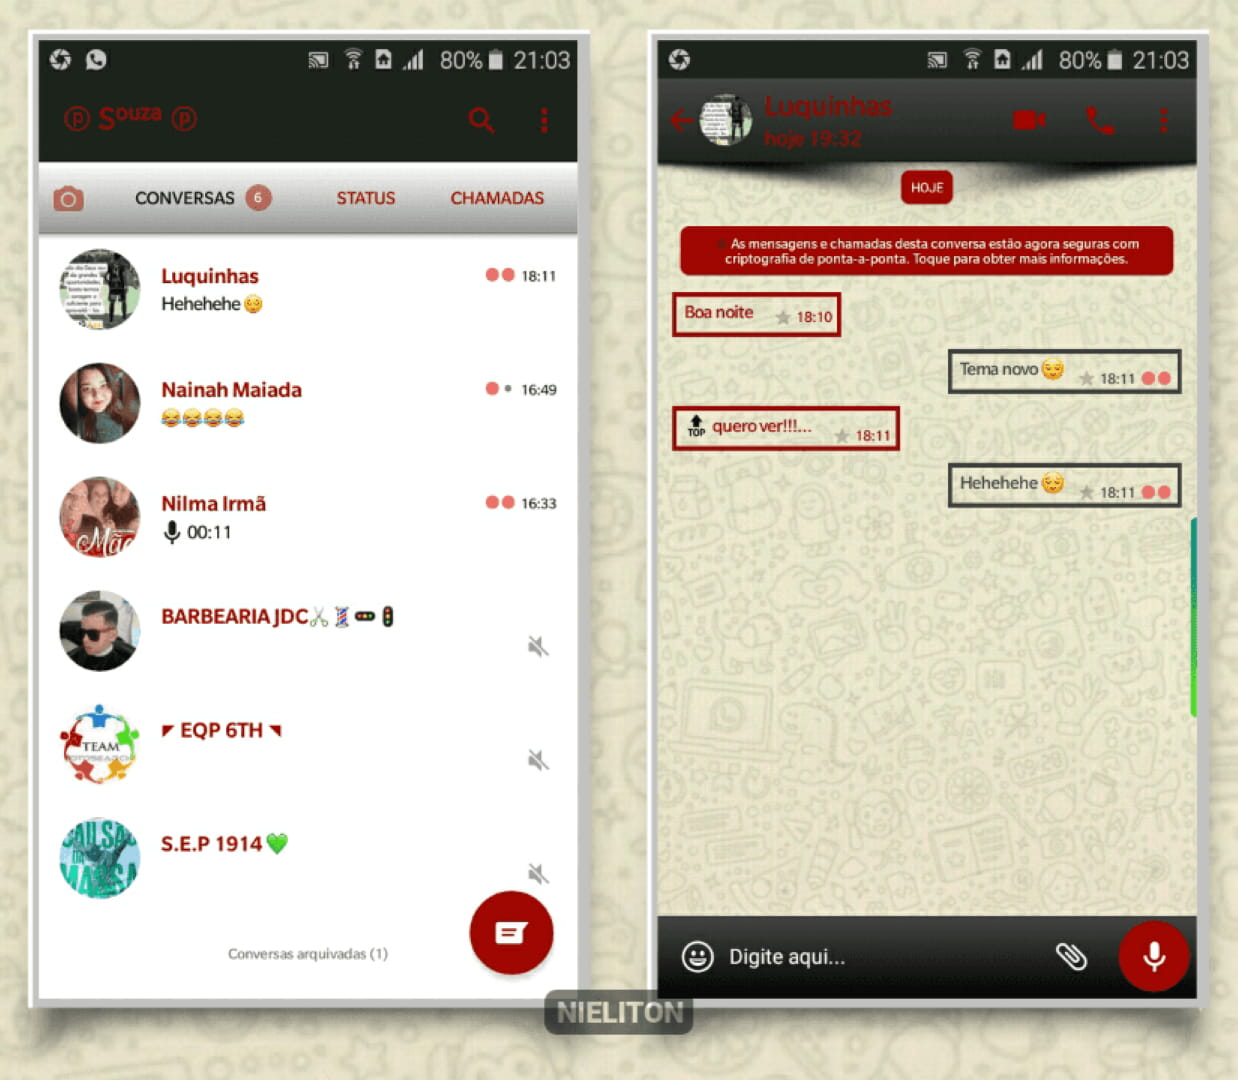 80% 21:03
Ⓟ Souza Ⓟ
CONVERSAS 6 STATUS CHAMADAS
Luquinhas 18:11
Hehehehe😌
Nainah Maiada 16:49
😂😂😂😂
Nilma Irmã 16:33
00:11
Mãe
BARBEARIA JDC✂💈🚥🚦
TEAM
◤ EQP 6TH ◥
S.E.P 1914💚
Conversas arquivadas (1)
80% 21:03
Luquinhas
hoje 19:32
HOJE
As mensagens e chamadas desta conversa estão agora seguras com
criptografia de ponta-a-ponta. Toque para obter mais informações.
Boa noite 18:10
Tema novo😌 18:11
🔝 quero ver!!!... 18:11
Hehehehe😌 18:11
Digite aqui...
NIELITON